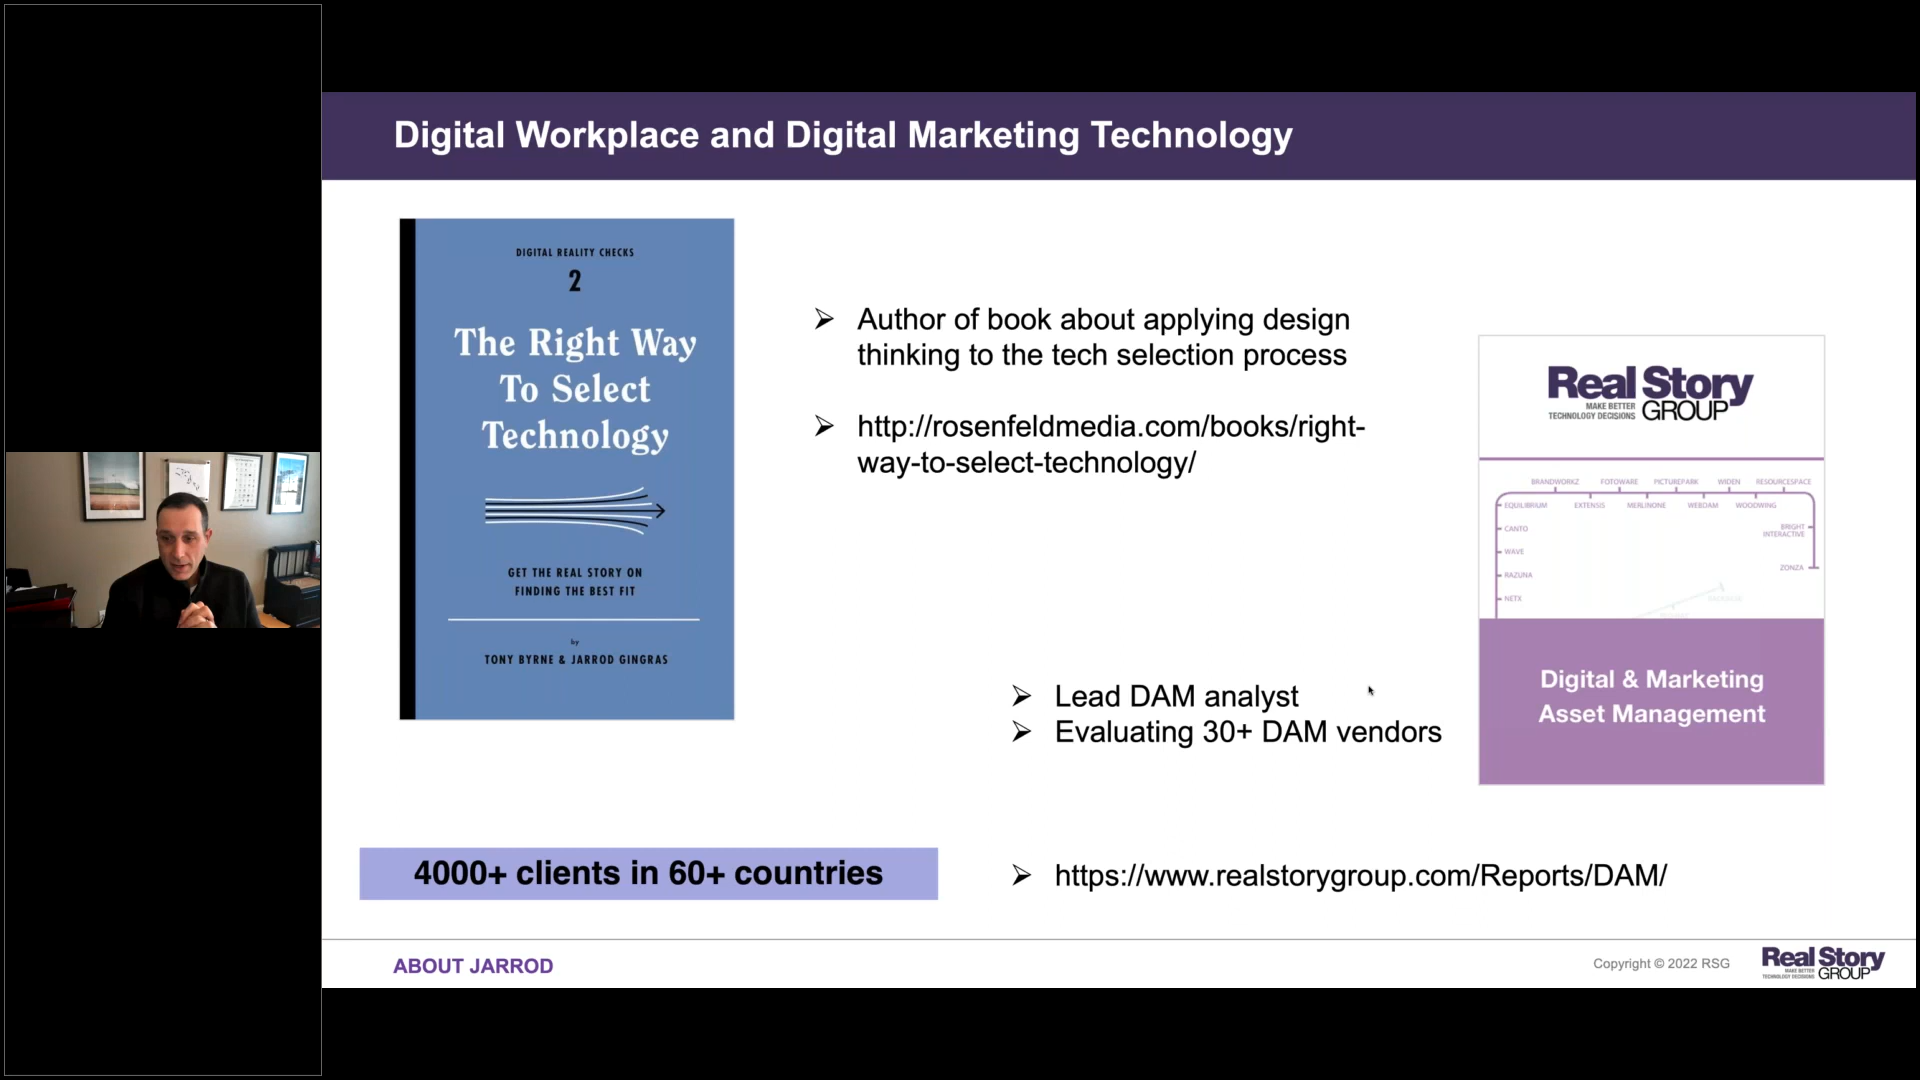 Digital Workplace and Digital Marketing Technology
DIGITAL REALITY CHECKS
2
The Right Way
To Select
Technology
GET THE REAL STORY ON
FINDING THE BEST FIT
by
TONY BYRNE & JARROD GINGRAS
➢ Author of book about applying design
thinking to the tech selection process
➢ http://rosenfeldmedia.com/books/right-
way-to-select-technology/
Real Story
MAKE BETTER
TECHNOLOGY DECISIONS GROUP
BRANDWORKZ FOTOWARE PICTUREPARK WIDEN RESOURCESPACE
EQUILIBRIUM EXTENSIS MERLINONE WEBDAM WOODWING
CANTO
BRIGHT
INTERACTIVE
WAVE
ZONZA
RAZUNA
NETX
Digital & Marketing
Asset Management
➢ Lead DAM analyst
➢ Evaluating 30+ DAM vendors
4000+ clients in 60+ countries
➢ https://www.realstorygroup.com/Reports/DAM/
ABOUT JARROD
Copyright © 2022 RSG
Real Story
MAKE BETTER
TECHNOLOGY DECISIONS GROUP